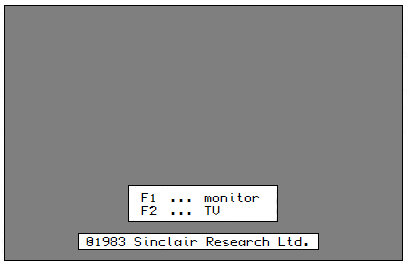 F1 ... monitor
F2 ... TV
©1983 Sinclair Research Ltd.